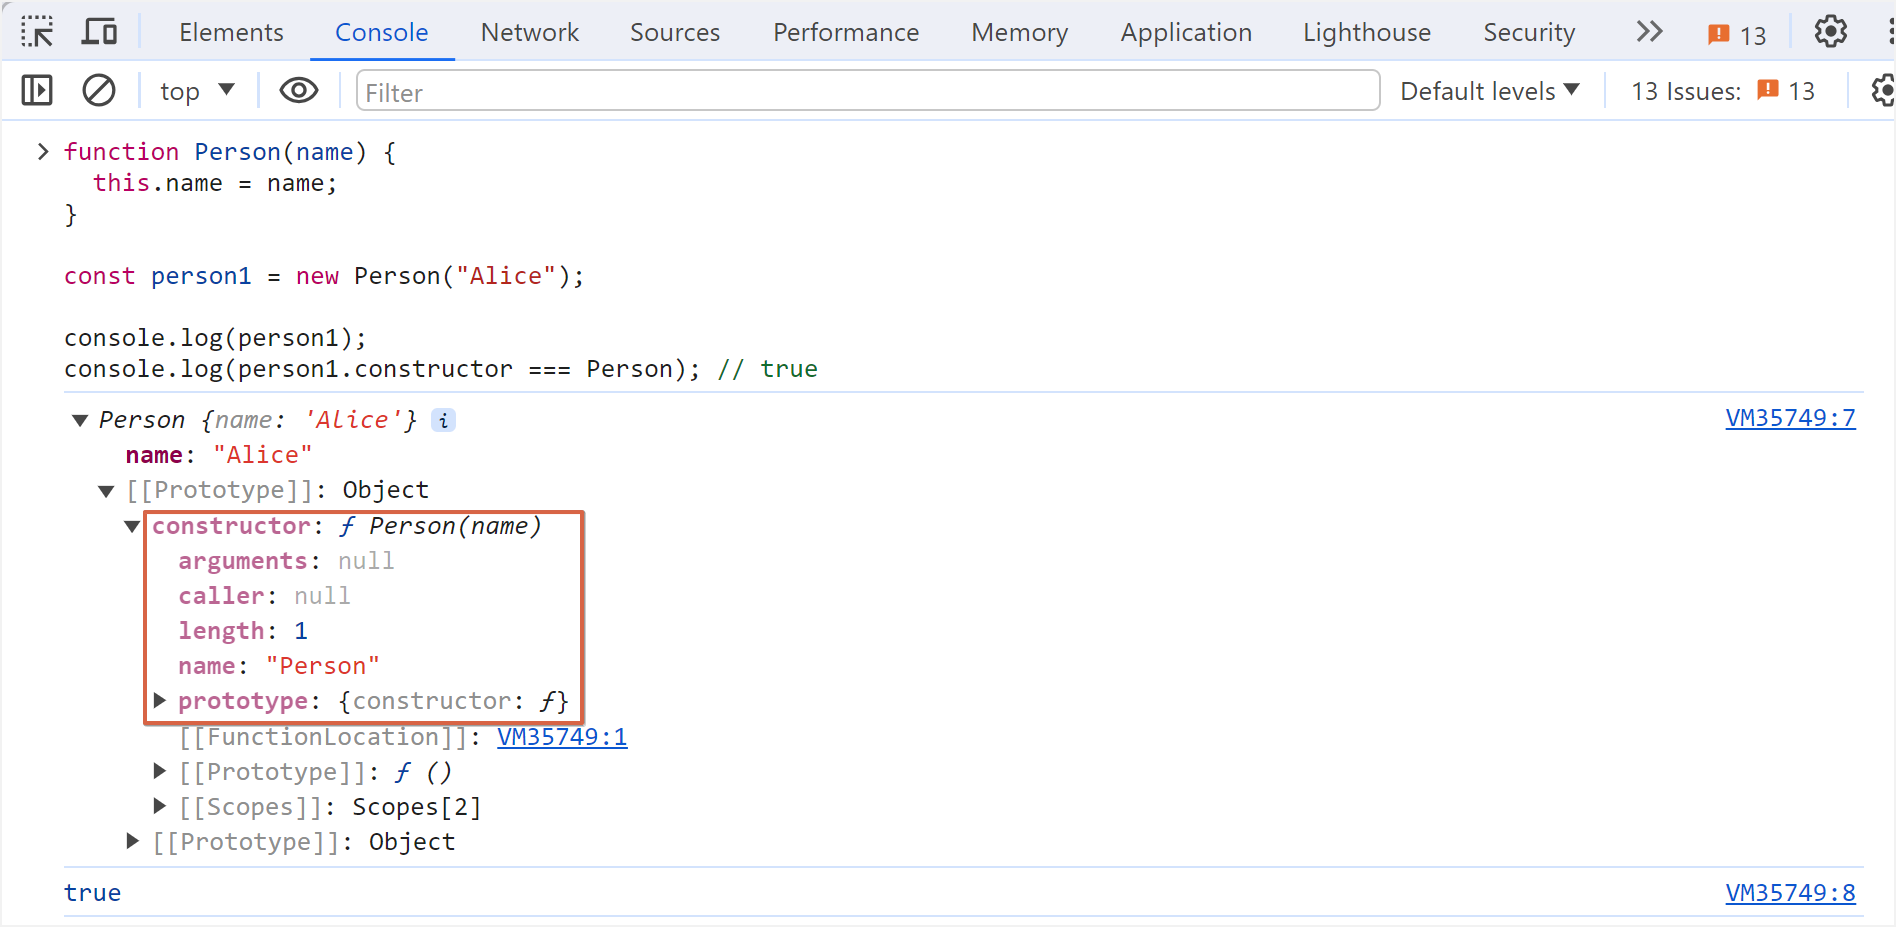 Elements Console Network Sources Performance Memory Application Lighthouse Security 13
top Filter Default levels 13 Issues: 13
function Person(name) {
  this.name = name;
}
const person1 = new Person("Alice");
console.log(person1);
console.log(person1.constructor === Person); // true
Person {name: 'Alice'} i VM35749:7
name: "Alice"
[[Prototype]]: Object
constructor: ƒ Person(name)
arguments: null
caller: null
length: 1
name: "Person"
prototype: {constructor: ƒ}
[[FunctionLocation]]: VM35749:1
[[Prototype]]: ƒ ()
[[Scopes]]: Scopes[2]
[[Prototype]]: Object
true VM35749:8